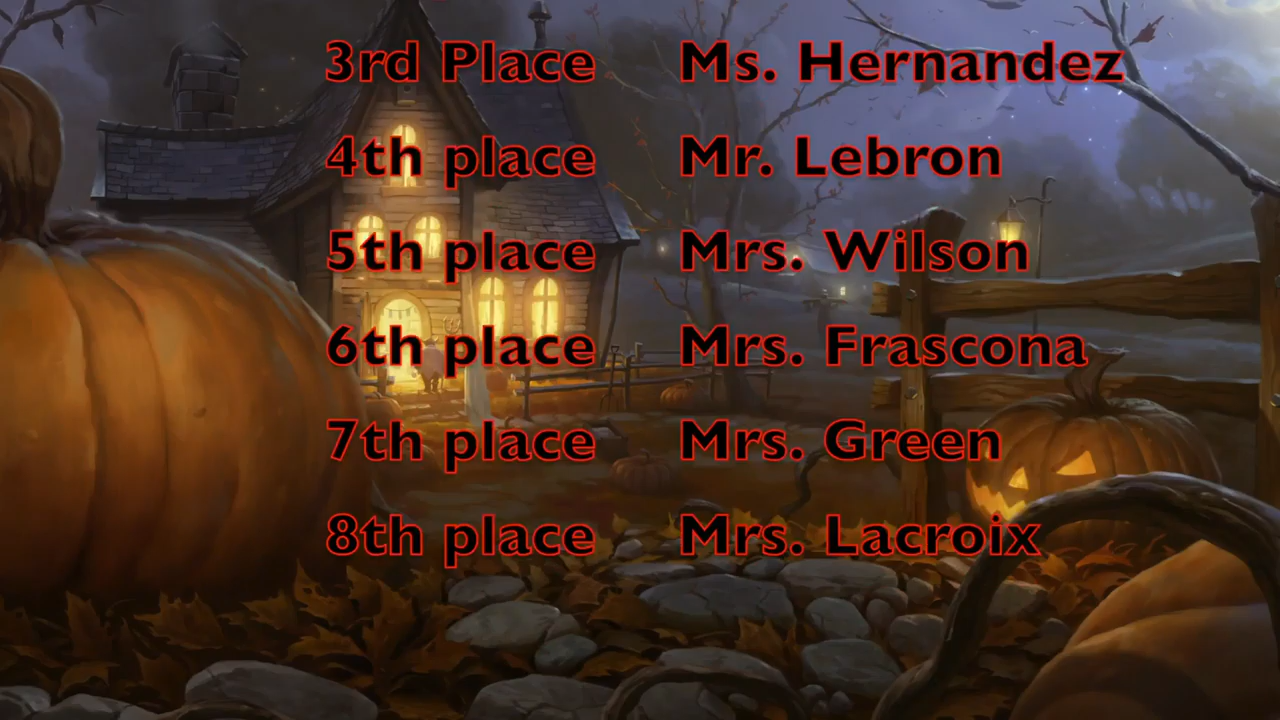 3rd Place Ms. Hernandez
4th place Mr. Lebron
5th place Mrs. Wilson
6th place Mrs. Frascona
7th place Mrs. Green
8th place Mrs. Lacroix